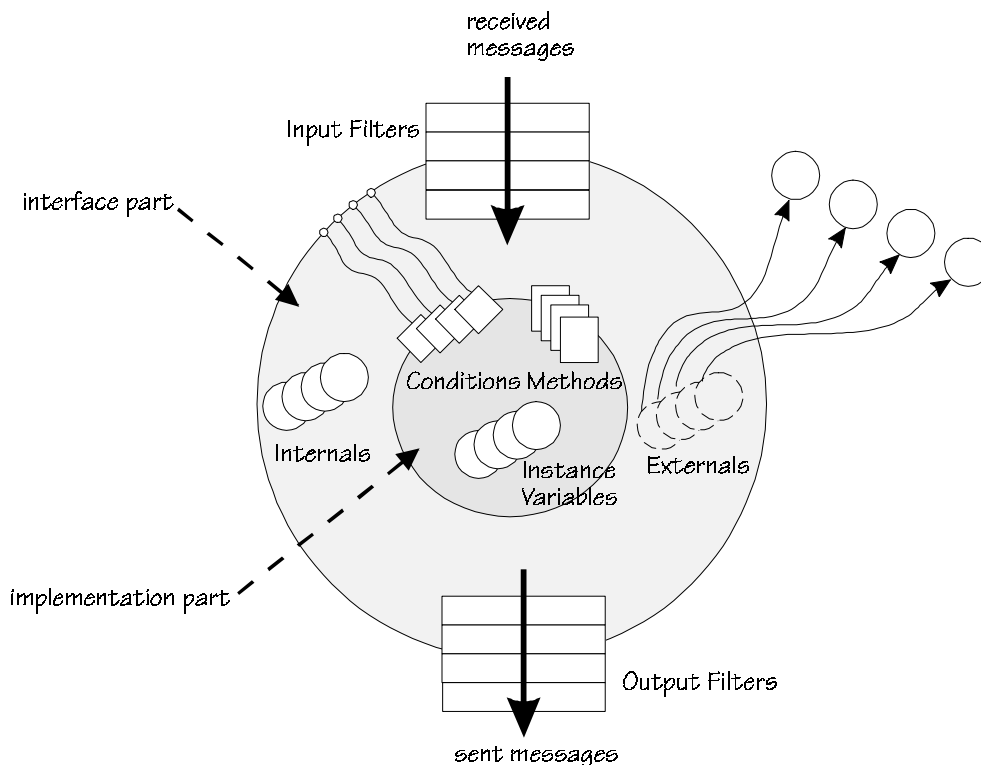 received
messages
Input Filters
interface part
Conditions Methods
Internals
Instance
Variables
Externals
implementation part
Output Filters
sent messages